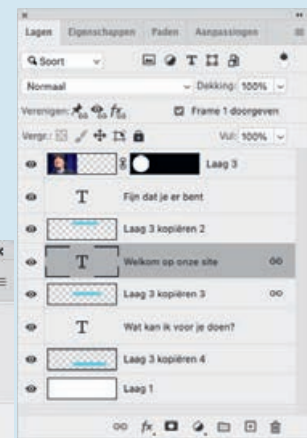 Lagen Eigenschappen Paden Aanpassingen
Soort
Normaal Dekking: 100%
Verenigen: Frame 1 doorgeven
Vergr.: Vul: 100%
Laag 3
T Fijn dat je er bent
Laag 3 kopiëren 2
T Welkom op onze site
Laag 3 kopiëren 3
T Wat kan ik voor je doen?
Laag 3 kopiëren 4
Laag 1
fx